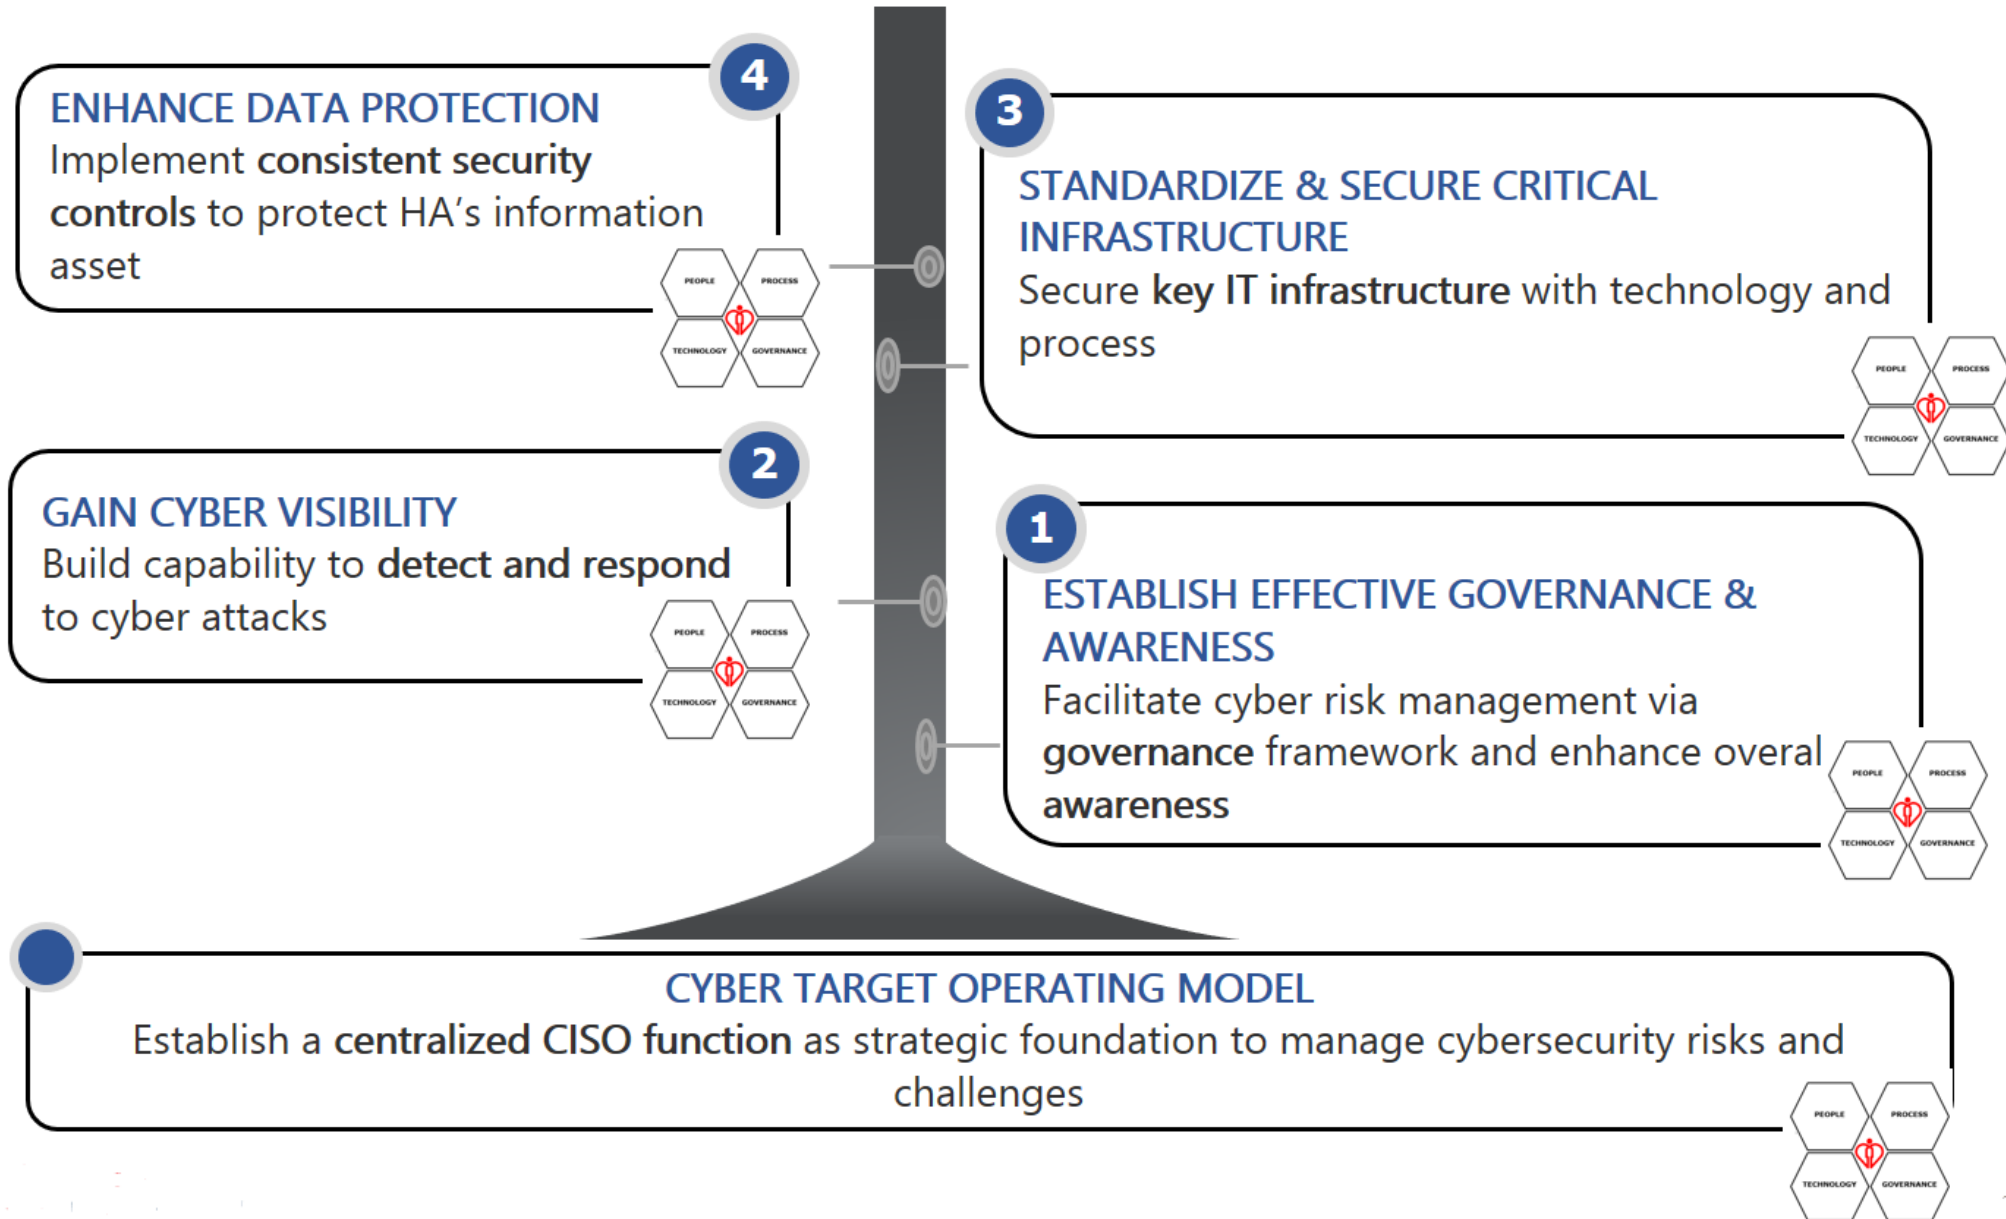 4
ENHANCE DATA PROTECTION
Implement consistent security
controls to protect HA's information
asset
PEOPLE
PROCESS
TECHNOLOGY
GOVERNANCE
3
STANDARDIZE & SECURE CRITICAL
INFRASTRUCTURE
Secure key IT infrastructure with technology and
process
PEOPLE
PROCESS
TECHNOLOGY
GOVERNANCE
2
GAIN CYBER VISIBILITY
Build capability to detect and respond
to cyber attacks
PEOPLE
PROCESS
TECHNOLOGY
GOVERNANCE
1
ESTABLISH EFFECTIVE GOVERNANCE &
AWARENESS
Facilitate cyber risk management via
governance framework and enhance overal
awareness
PEOPLE
PROCESS
TECHNOLOGY
GOVERNANCE
CYBER TARGET OPERATING MODEL
Establish a centralized CISO function as strategic foundation to manage cybersecurity risks and
challenges
PEOPLE
PROCESS
TECHNOLOGY
GOVERNANCE